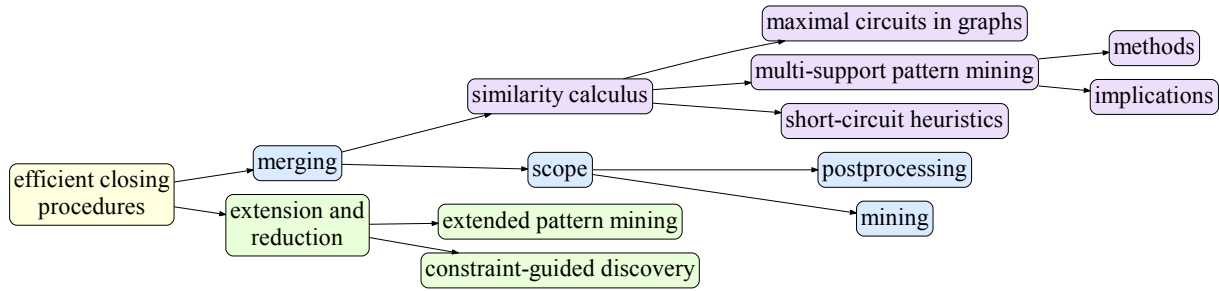 efficient closing
procedures
merging
extension and
reduction
similarity calculus
scope
extended pattern mining
constraint-guided discovery
maximal circuits in graphs
multi-support pattern mining
short-circuit heuristics
postprocessing
mining
methods
implications